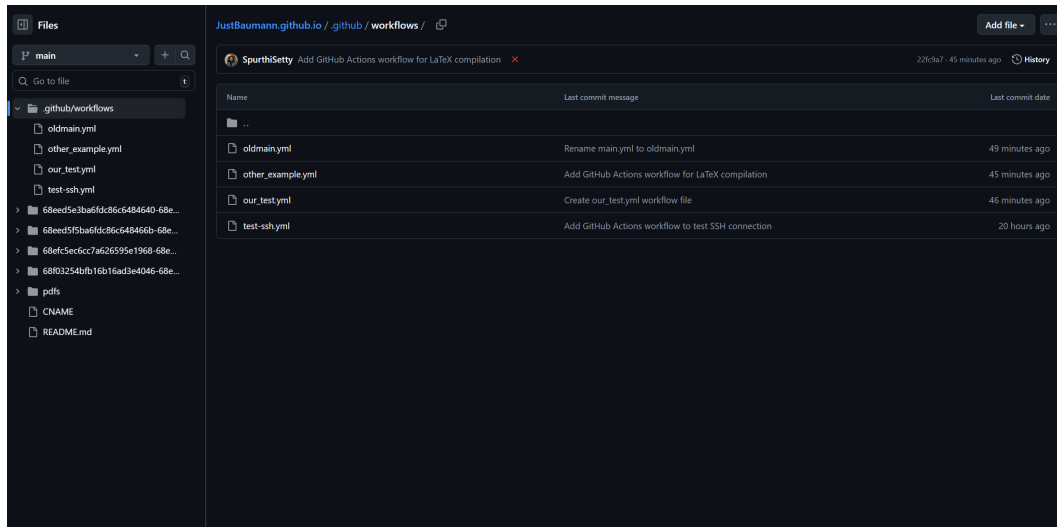 Files
main
Go to file
t
.github/workflows
oldmain.yml
other_example.yml
our_test.yml
test-ssh.yml
68eed5e3ba6fdc86c6484640-68e...
68eed5f5ba6fdc86c648466b-68e...
68efc5ec6cc7a626595e1968-68e...
68f03254bfb16b16ad3e4046-68e...
pdfs
CNAME
README.md
JustBaumann.github.io / .github / workflows /
Add file
SpurthiSetty Add GitHub Actions workflow for LaTeX compilation
22fc9a7 · 45 minutes ago History
Name Last commit message Last commit date
..
oldmain.yml Rename main.yml to oldmain.yml 49 minutes ago
other_example.yml Add GitHub Actions workflow for LaTeX compilation 45 minutes ago
our_test.yml Create our_test.yml workflow file 46 minutes ago
test-ssh.yml Add GitHub Actions workflow to test SSH connection 20 hours ago